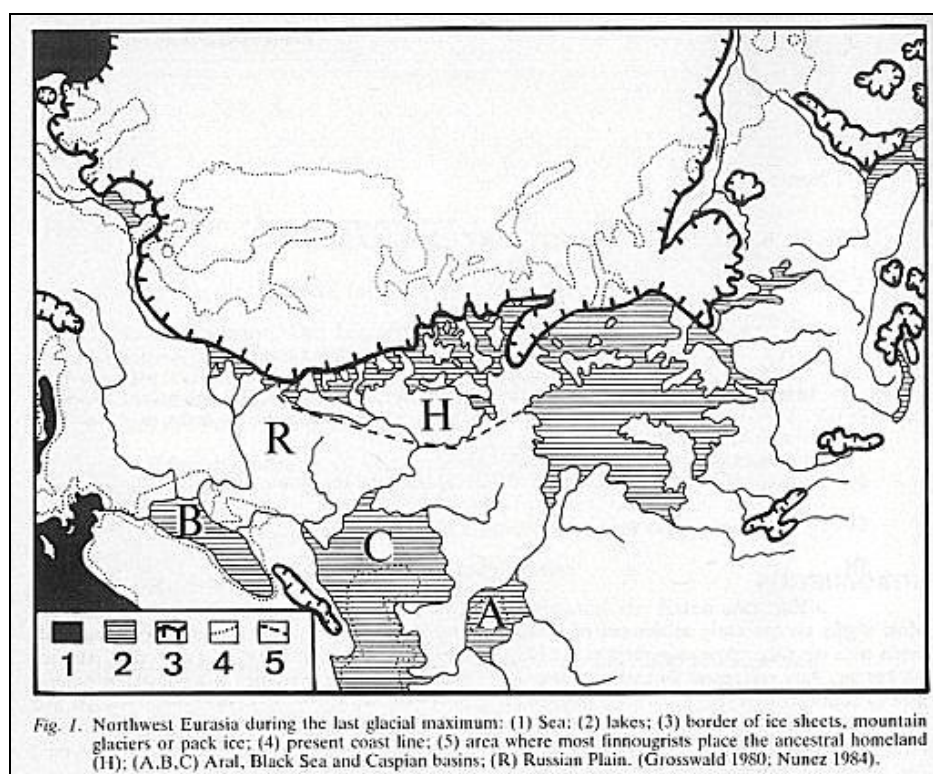 H
R
B
C
A
1 2 3 4 5
Fig. 1. Northwest Eurasia during the last glacial maximum: (1) Sea; (2) lakes; (3) border of ice sheets, mountain
glaciers or pack ice; (4) present coast line; (5) area where most finnougrists place the ancestral homeland
(H); (A.B.C) Aral, Black Sea and Caspian basins; (R) Russian Plain. (Grosswald 1980; Nunez 1984).